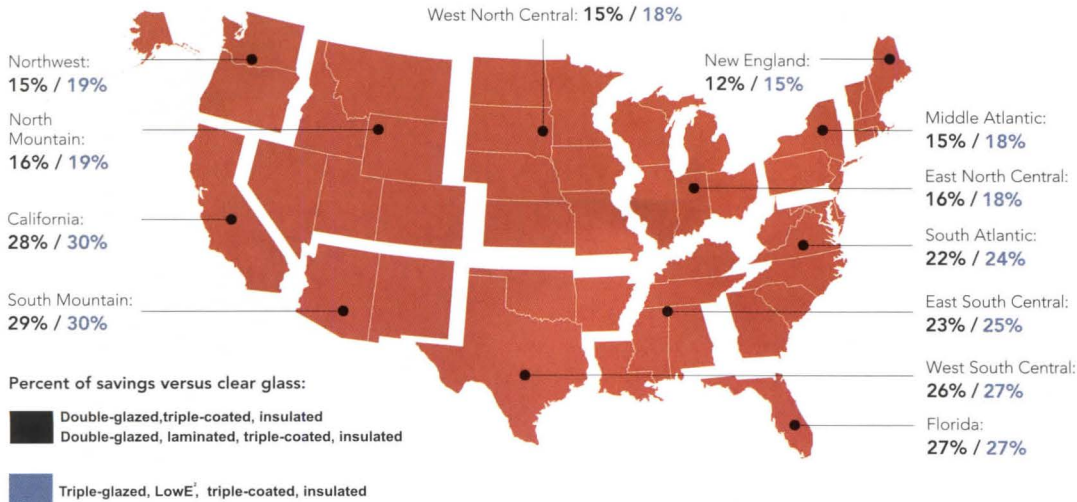 West North Central: 15% / 18%
Northwest:
15% / 19%
New England:
12% / 15%
North
Mountain:
16% / 19%
Middle Atlantic:
15% / 18%
East North Central:
16% / 18%
California:
28% / 30%
South Atlantic:
22% / 24%
South Mountain:
29% / 30%
East South Central:
23% / 25%
West South Central:
26% / 27%
Florida:
27% / 27%
Percent of savings versus clear glass:
Double-glazed,triple-coated, insulated
Double-glazed, laminated, triple-coated, insulated
Triple-glazed, LowE², triple-coated, insulated